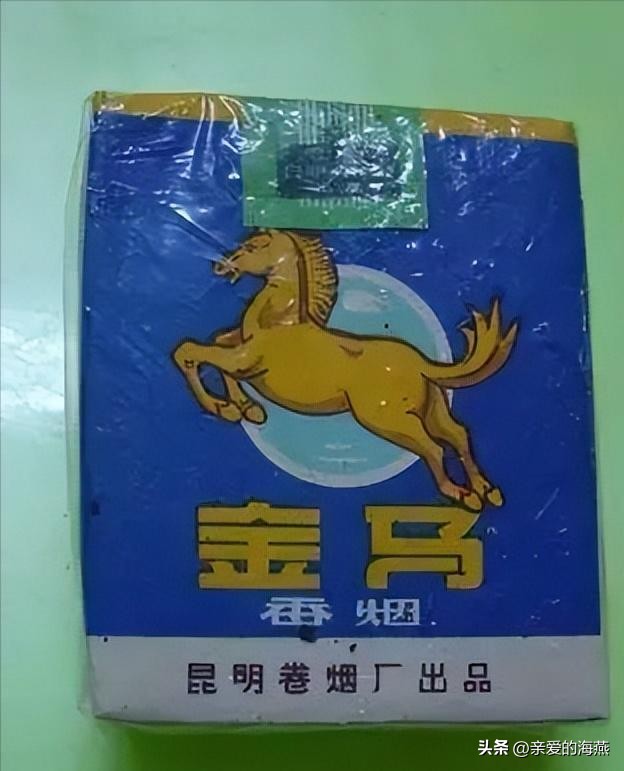 金马
香烟
昆明卷烟厂出品
头条 @亲爱的海燕